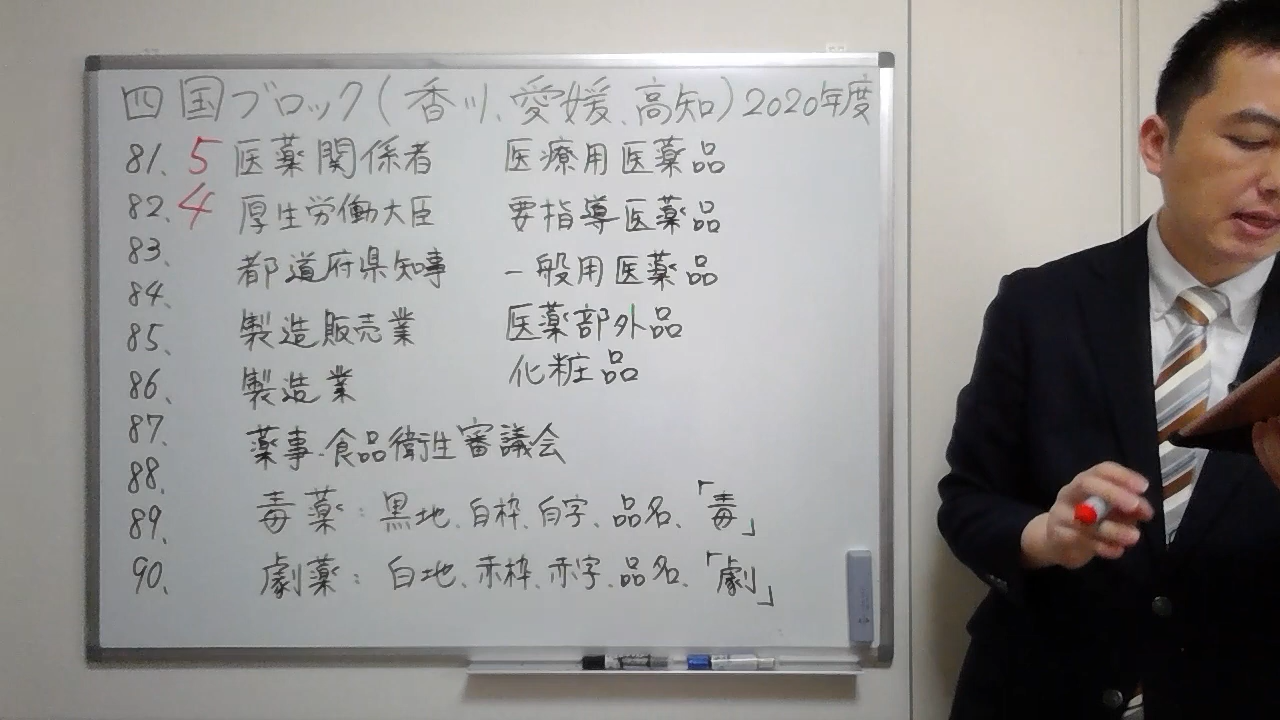 四国ブロック(香川、愛媛、高知)2020年度
81、5 医薬関係者 医療用医薬品
82、4 厚生労働大臣 要指導医薬品
83、
都道府県知事 一般用医薬品
84、
85、 製造販売業 医薬部外品
86、 製造業 化粧品
87、
薬事・食品衛生審議会
88、
89、 毒薬:黒地、白枠、白字、品名、「毒」
90、 劇薬:白地、赤枠、赤字、品名、「劇」